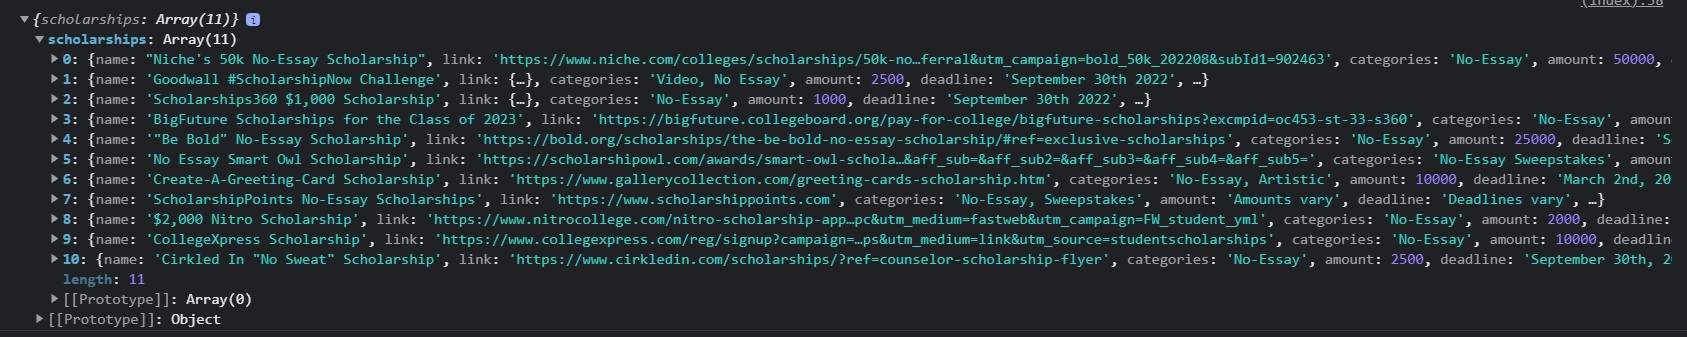 (index):58
▼{scholarships: Array(11)} i
▼scholarships: Array(11)
▶0: {name: "Niche's 50k No-Essay Scholarship", link: 'https://www.niche.com/colleges/scholarships/50k-no…ferral&utm_campaign=bold_50k_202208&subId1=902463', categories: 'No-Essay', amount: 50000,
▶1: {name: 'Goodwall #ScholarshipNow Challenge', link: {…}, categories: 'Video, No Essay', amount: 2500, deadline: 'September 30th 2022', …}
▶2: {name: 'Scholarships360 $1,000 Scholarship', link: {…}, categories: 'No-Essay', amount: 1000, deadline: 'September 30th 2022', …}
▶3: {name: 'BigFuture Scholarships for the Class of 2023', link: 'https://bigfuture.collegeboard.org/pay-for-college/bigfuture-scholarships?excmpid=oc453-st-33-s360', categories: 'No-Essay', amoun
▶4: {name: '"Be Bold" No-Essay Scholarship', link: 'https://bold.org/scholarships/the-be-bold-no-essay-scholarship/#ref=exclusive-scholarships', categories: 'No-Essay', amount: 25000, deadline: 'S
▶5: {name: 'No Essay Smart Owl Scholarship', link: 'https://scholarshipowl.com/awards/smart-owl-schola…&aff_sub=&aff_sub2=&aff_sub3=&aff_sub4=&aff_sub5=', categories: 'No-Essay Sweepstakes', amoun
▶6: {name: 'Create-A-Greeting-Card Scholarship', link: 'https://www.gallerycollection.com/greeting-cards-scholarship.htm', categories: 'No-Essay, Artistic', amount: 10000, deadline: 'March 2nd, 20
▶7: {name: 'ScholarshipPoints No-Essay Scholarships', link: 'https://www.scholarshippoints.com', categories: 'No-Essay, Sweepstakes', amount: 'Amounts vary', deadline: 'Deadlines vary', …}
▶8: {name: '$2,000 Nitro Scholarship', link: 'https://www.nitrocollege.com/nitro-scholarship-app…pc&utm_medium=fastweb&utm_campaign=FW_student_yml', categories: 'No-Essay', amount: 2000, deadline:
▶9: {name: 'CollegeXpress Scholarship', link: 'https://www.collegexpress.com/reg/signup?campaign=…ps&utm_medium=link&utm_source=studentscholarships', categories: 'No-Essay', amount: 10000, deadlin
▶10: {name: 'Cirkled In "No Sweat" Scholarship', link: 'https://www.cirkledin.com/scholarships/?ref=counselor-scholarship-flyer', categories: 'No-Essay', amount: 2500, deadline: 'September 30th, 2
length: 11
▶[[Prototype]]: Array(0)
▶[[Prototype]]: Object